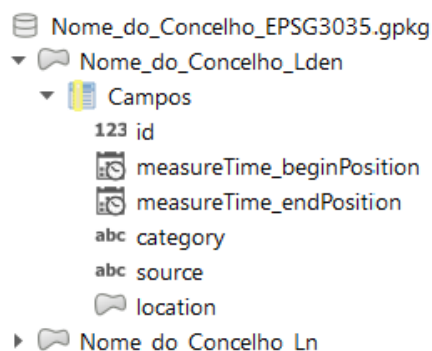 Nome_do_Concelho_EPSG3035.gpkg
Nome_do_Concelho_Lden
Campos
123 id
measureTime_beginPosition
measureTime_endPosition
abc category
abc source
location
Nome_do_Concelho_Ln